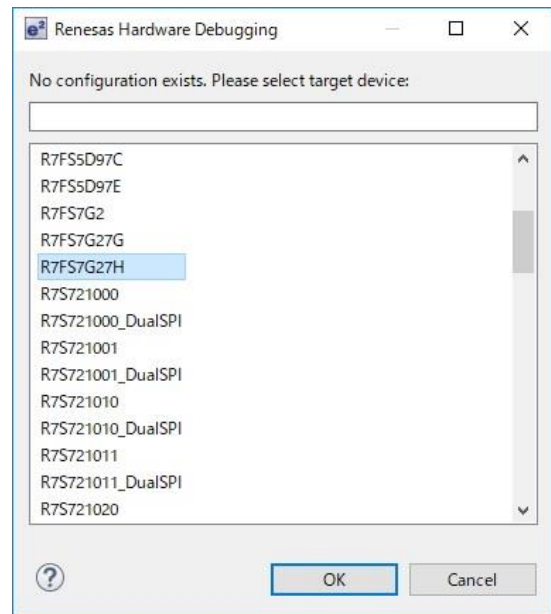 e² Renesas Hardware Debugging
No configuration exists. Please select target device:
R7FS5D97C
R7FS5D97E
R7FS7G2
R7FS7G27G
R7FS7G27H
R7S721000
R7S721000_DualSPI
R7S721001
R7S721001_DualSPI
R7S721010
R7S721010_DualSPI
R7S721011
R7S721011_DualSPI
R7S721020
?
OK Cancel